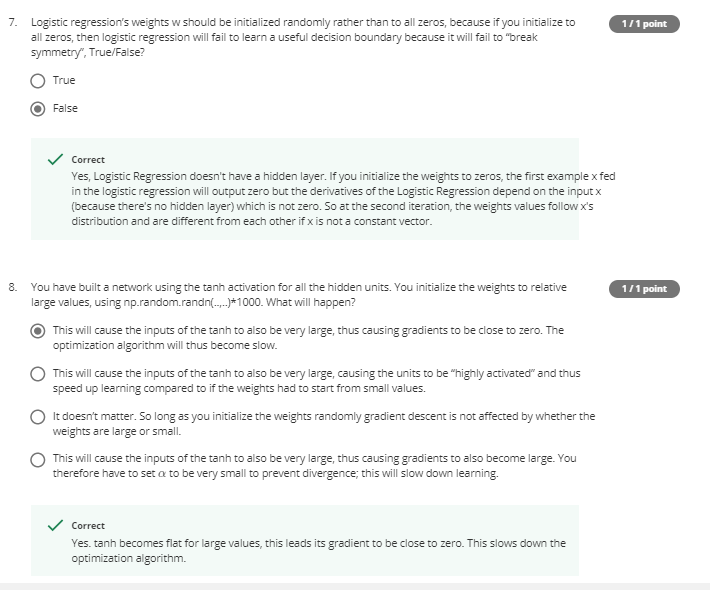 7. Logistic regression's weights w should be initialized randomly rather than to all zeros, because if you initialize to
1 / 1 point
all zeros, then logistic regression will fail to learn a useful decision boundary because it will fail to "break
symmetry", True/False?
True
False
Correct
Yes, Logistic Regression doesn't have a hidden layer. If you initialize the weights to zeros, the first example x fed
in the logistic regression will output zero but the derivatives of the Logistic Regression depend on the input x
(because there's no hidden layer) which is not zero. So at the second iteration, the weights values follow x's
distribution and are different from each other if x is not a constant vector.
8. You have built a network using the tanh activation for all the hidden units. You initialize the weights to relative
1 / 1 point
large values, using np.random.randn(..,..)*1000. What will happen?
This will cause the inputs of the tanh to also be very large, thus causing gradients to be close to zero. The
optimization algorithm will thus become slow.
This will cause the inputs of the tanh to also be very large, causing the units to be "highly activated" and thus
speed up learning compared to if the weights had to start from small values.
It doesn't matter. So long as you initialize the weights randomly gradient descent is not affected by whether the
weights are large or small.
This will cause the inputs of the tanh to also be very large, thus causing gradients to also become large. You
therefore have to set α to be very small to prevent divergence; this will slow down learning.
Correct
Yes. tanh becomes flat for large values, this leads its gradient to be close to zero. This slows down the
optimization algorithm.